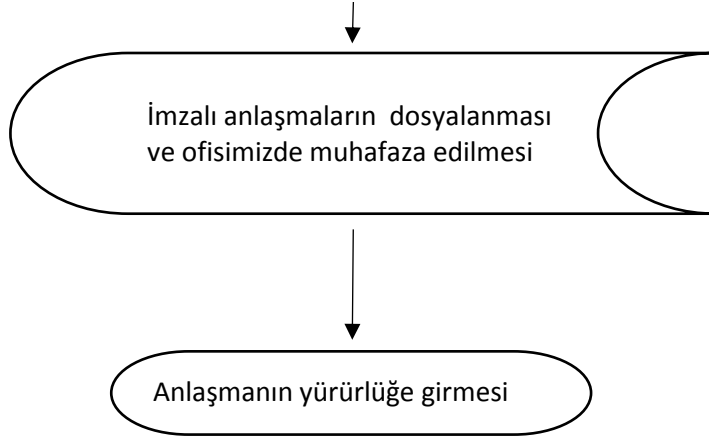 İmzalı anlaşmaların  dosyalanması
ve ofisimizde muhafaza edilmesi
Anlaşmanın yürürlüğe girmesi